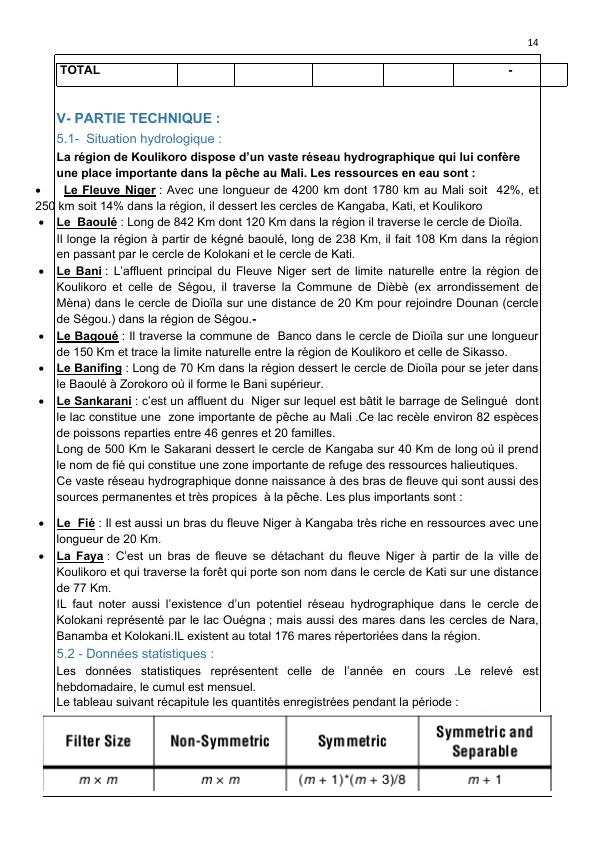 14
TOTAL -
V- PARTIE TECHNIQUE :
5.1- Situation hydrologique :
La région de Koulikoro dispose d'un vaste réseau hydrographique qui lui confère
une place importante dans la pêche au Mali. Les ressources en eau sont :
• Le Fleuve Niger : Avec une longueur de 4200 km dont 1780 km au Mali soit 42%, et
250 km soit 14% dans la région, il dessert les cercles de Kangaba, Kati, et Koulikoro
• Le Baoulé : Long de 842 Km dont 120 Km dans la région il traverse le cercle de Dioïla.
Il longe la région à partir de kégné baoulé, long de 238 Km, il fait 108 Km dans la région
en passant par le cercle de Kolokani et le cercle de Kati.
• Le Bani : L'affluent principal du Fleuve Niger sert de limite naturelle entre la région de
Koulikoro et celle de Ségou, il traverse la Commune de Dièbè (ex arrondissement de
Mèna) dans le cercle de Dioïla sur une distance de 20 Km pour rejoindre Dounan (cercle
de Ségou.) dans la région de Ségou.-
• Le Bagoué : Il traverse la commune de Banco dans le cercle de Dioïla sur une longueur
de 150 Km et trace la limite naturelle entre la région de Koulikoro et celle de Sikasso.
• Le Banifing : Long de 70 Km dans la région dessert le cercle de Dioïla pour se jeter dans
le Baoulé à Zorokoro où il forme le Bani supérieur.
• Le Sankarani : c'est un affluent du Niger sur lequel est bâtit le barrage de Selingué dont
le lac constitue une zone importante de pêche au Mali .Ce lac recèle environ 82 espèces
de poissons reparties entre 46 genres et 20 familles.
Long de 500 Km le Sakarani dessert le cercle de Kangaba sur 40 Km de long où il prend
le nom de fié qui constitue une zone importante de refuge des ressources halieutiques.
Ce vaste réseau hydrographique donne naissance à des bras de fleuve qui sont aussi des
sources permanentes et très propices à la pêche. Les plus importants sont :
• Le Fié : Il est aussi un bras du fleuve Niger à Kangaba très riche en ressources avec une
longueur de 20 Km.
• La Faya : C'est un bras de fleuve se détachant du fleuve Niger à partir de la ville de
Koulikoro et qui traverse la forêt qui porte son nom dans le cercle de Kati sur une distance
de 77 Km.
IL faut noter aussi l'existence d'un potentiel réseau hydrographique dans le cercle de
Kolokani représenté par le lac Ouégna ; mais aussi des mares dans les cercles de Nara,
Banamba et Kolokani.IL existent au total 176 mares répertoriées dans la région.
5.2 - Données statistiques :
Les données statistiques représentent celle de l'année en cours .Le relevé est
hebdomadaire, le cumul est mensuel.
Le tableau suivant récapitule les quantités enregistrées pendant la période :
Filter Size Non-Symmetric Symmetric Symmetric and
Separable
m × m m × m (m + 1)*(m + 3)/8 m + 1